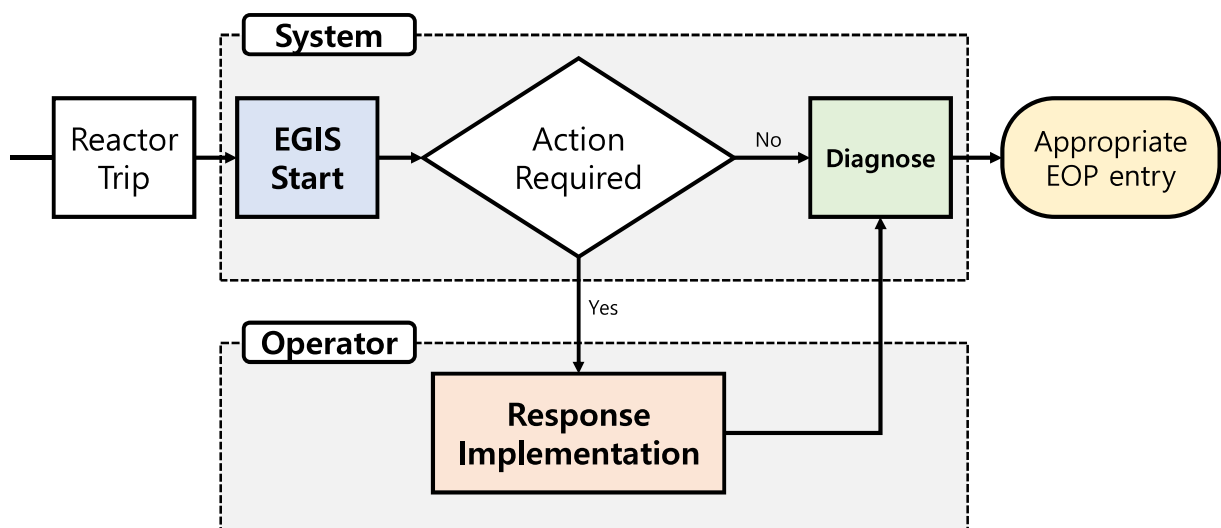 System
Reactor
Trip
EGIS
Start
Action
Required
No
Diagnose
Appropriate
EOP entry
Yes
Operator
Response
Implementation